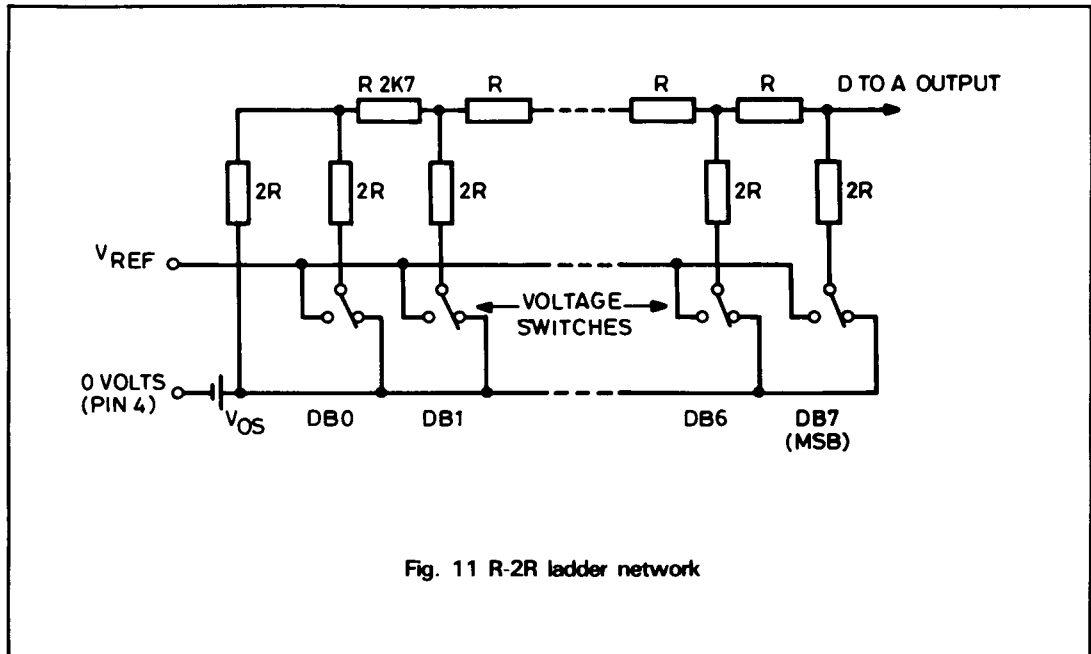 R 2K7 R R R D TO A OUTPUT
2R 2R 2R 2R 2R
VREF
VOLTAGE
SWITCHES
0 VOLTS
(PIN 4)
VOS DB0 DB1 DB6 DB7
(MSB)
Fig. 11 R-2R ladder network